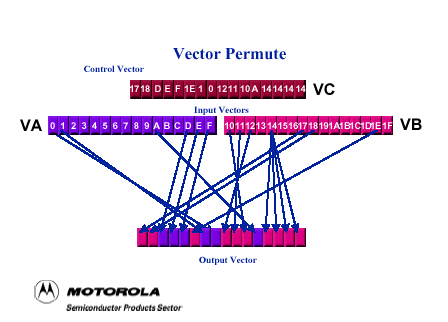 Vector Permute
Control Vector
17 18 D E F 1E 1 0 12 11 10 A 14 14 14 14 VC
Input Vectors
VA 0 1 2 3 4 5 6 7 8 9 A B C D E F 10 11 12 13 14 15 16 17 18 19 1A 1B 1C 1D 1E 1F VB
Output Vector
MOTOROLA
Semiconductor Products Sector